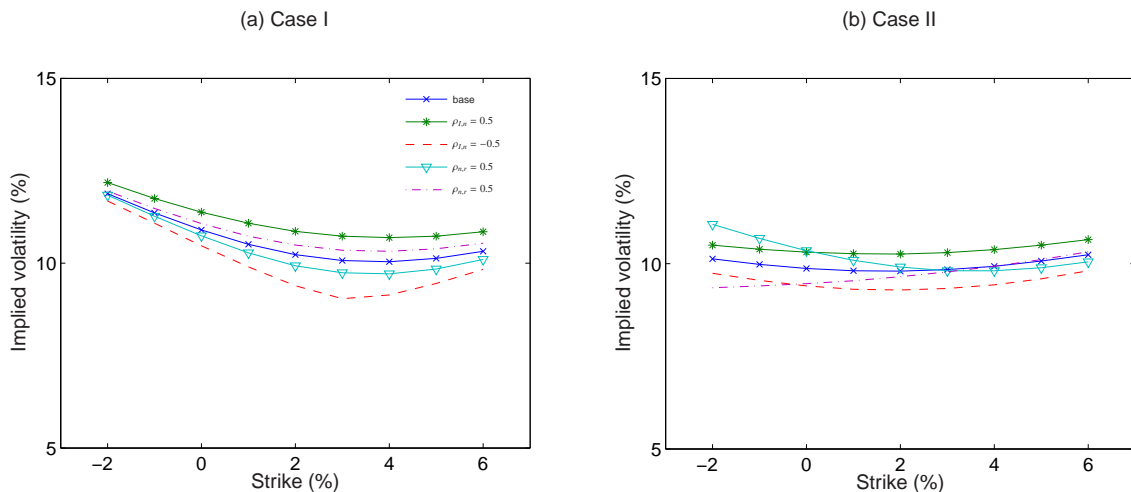 (a) Case I
15
10
5
Implied volatility (%)
−2 0 2 4 6
Strike (%)
base
ρI,n = 0.5
ρI,n = −0.5
ρn,r = 0.5
ρn,r = 0.5
(b) Case II
15
10
5
Implied volatility (%)
−2 0 2 4 6
Strike (%)